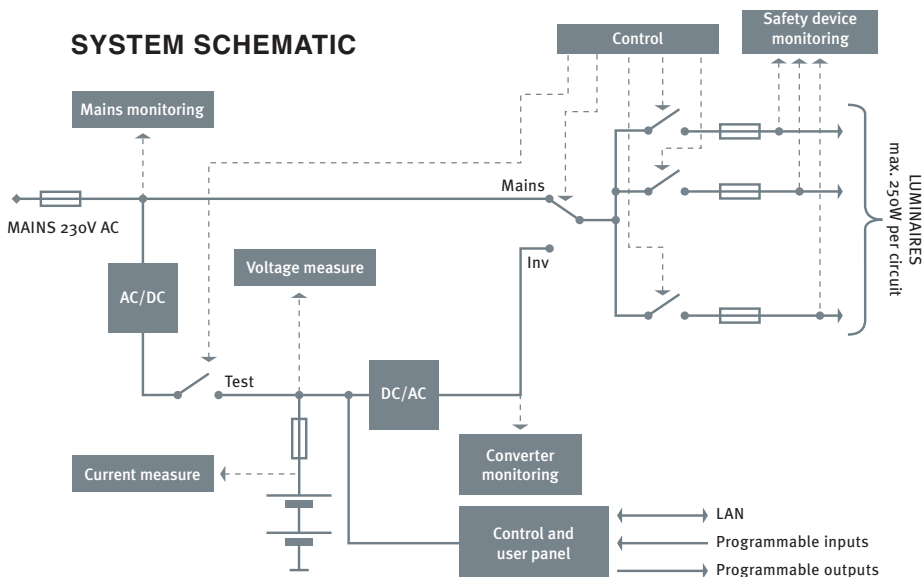 SYSTEM SCHEMATIC
Control
Safety device
monitoring
Mains monitoring
Mains
MAINS 230V AC
LUMINAIRES
max. 250W per circuit
Inv
Voltage measure
AC/DC
Test
DC/AC
Current measure
Converter
monitoring
Control and
user panel
LAN
Programmable inputs
Programmable outputs